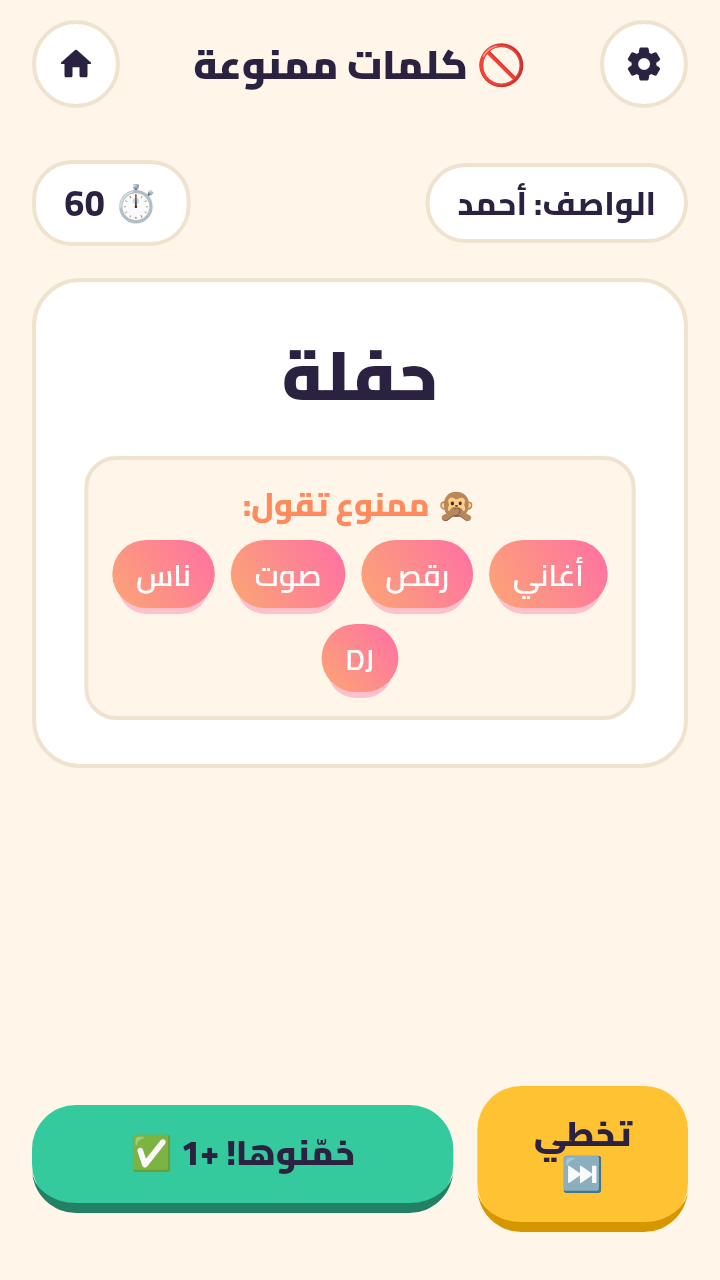 🚫 كلمات ممنوعة
الواصف: أحمد
⏱️ 60
حفلة
🙊 ممنوع تقول:
أغاني رقص صوت ناس
DJ
تخطي
⏭️
خمّنوها! +1 ✅